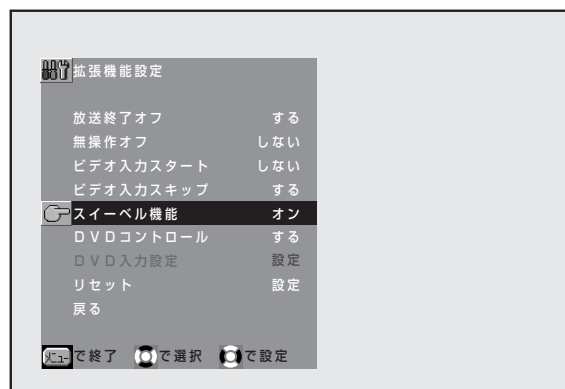 拡張機能設定
放送終了オフ する
無操作オフ しない
ビデオ入力スタート しない
ビデオ入力スキップ する
スイーベル機能 オン
DVDコントロール する
DVD入力設定 設定
リセット 設定
戻る
メニューで終了 で選択 で設定